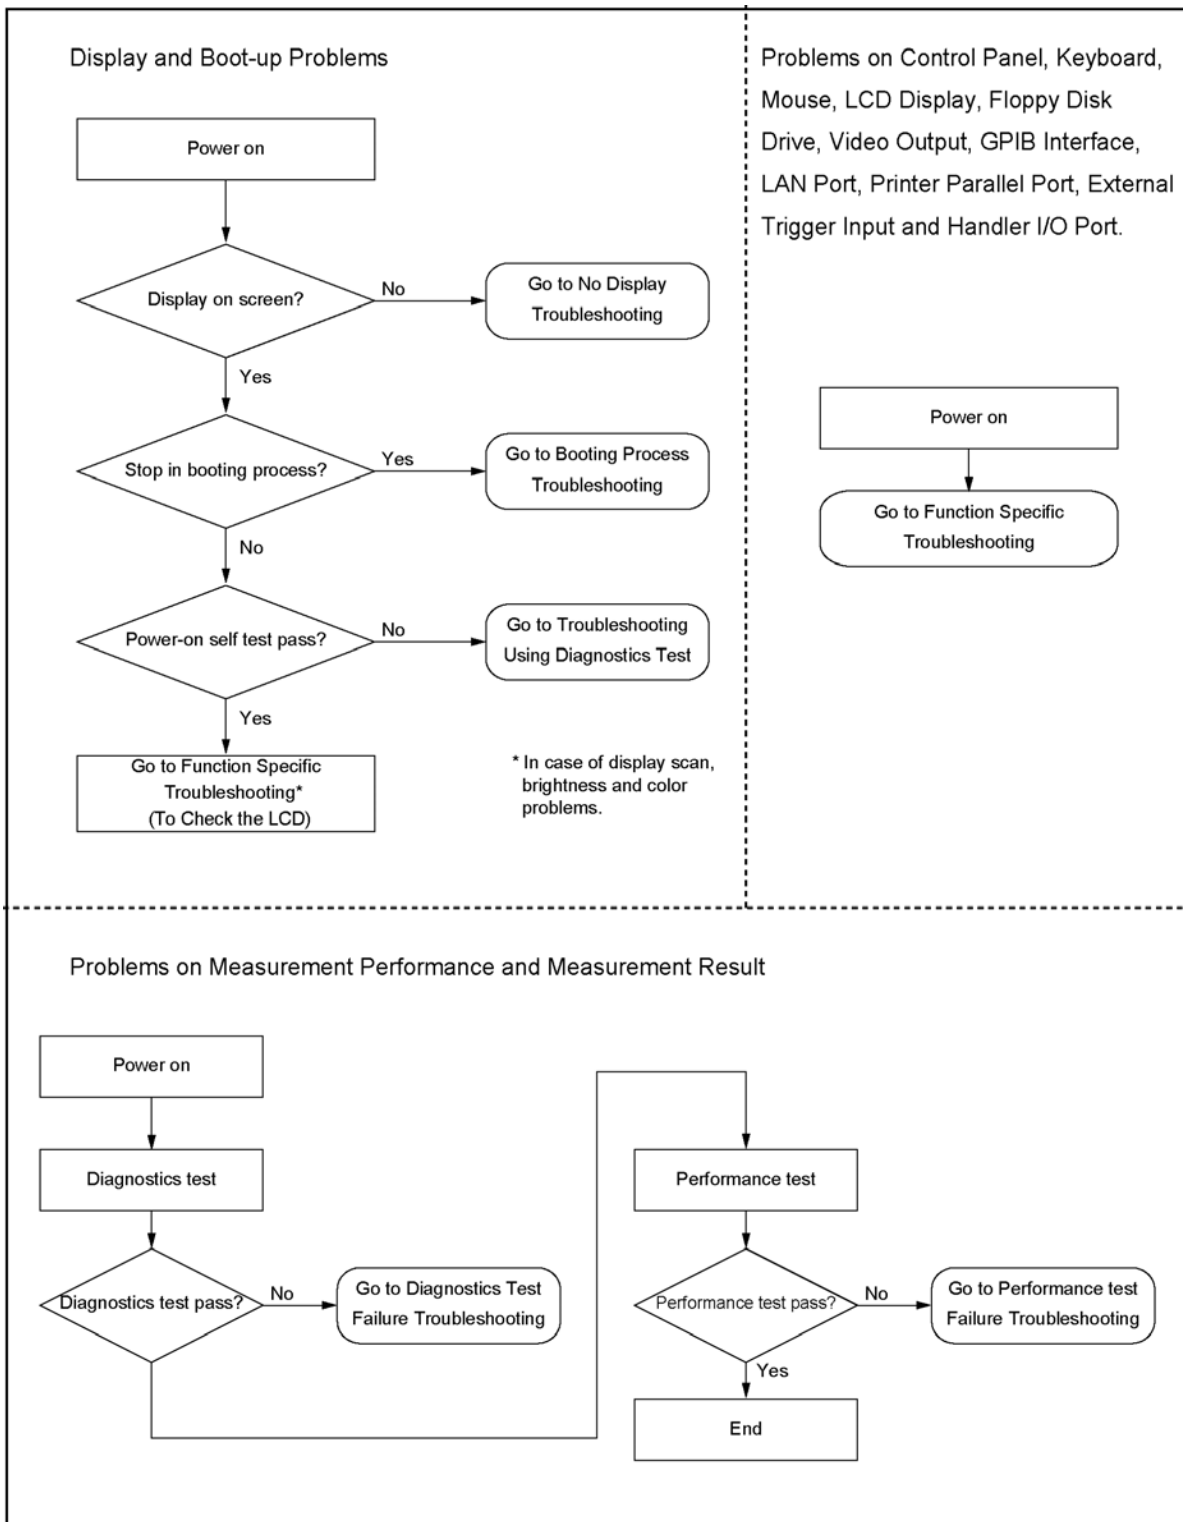 Display and Boot-up Problems
Power on
Display on screen?
No
Go to No Display
Troubleshooting
Yes
Stop in booting process?
Yes
Go to Booting Process
Troubleshooting
No
Power-on self test pass?
No
Go to Troubleshooting
Using Diagnostics Test
Yes
Go to Function Specific
Troubleshooting*
(To Check the LCD)
* In case of display scan,
brightness and color
problems.
Problems on Control Panel, Keyboard,
Mouse, LCD Display, Floppy Disk
Drive, Video Output, GPIB Interface,
LAN Port, Printer Parallel Port, External
Trigger Input and Handler I/O Port.
Power on
Go to Function Specific
Troubleshooting
Problems on Measurement Performance and Measurement Result
Power on
Diagnostics test
Diagnostics test pass?
No
Go to Diagnostics Test
Failure Troubleshooting
Performance test
Performance test pass?
No
Go to Performance test
Failure Troubleshooting
Yes
End